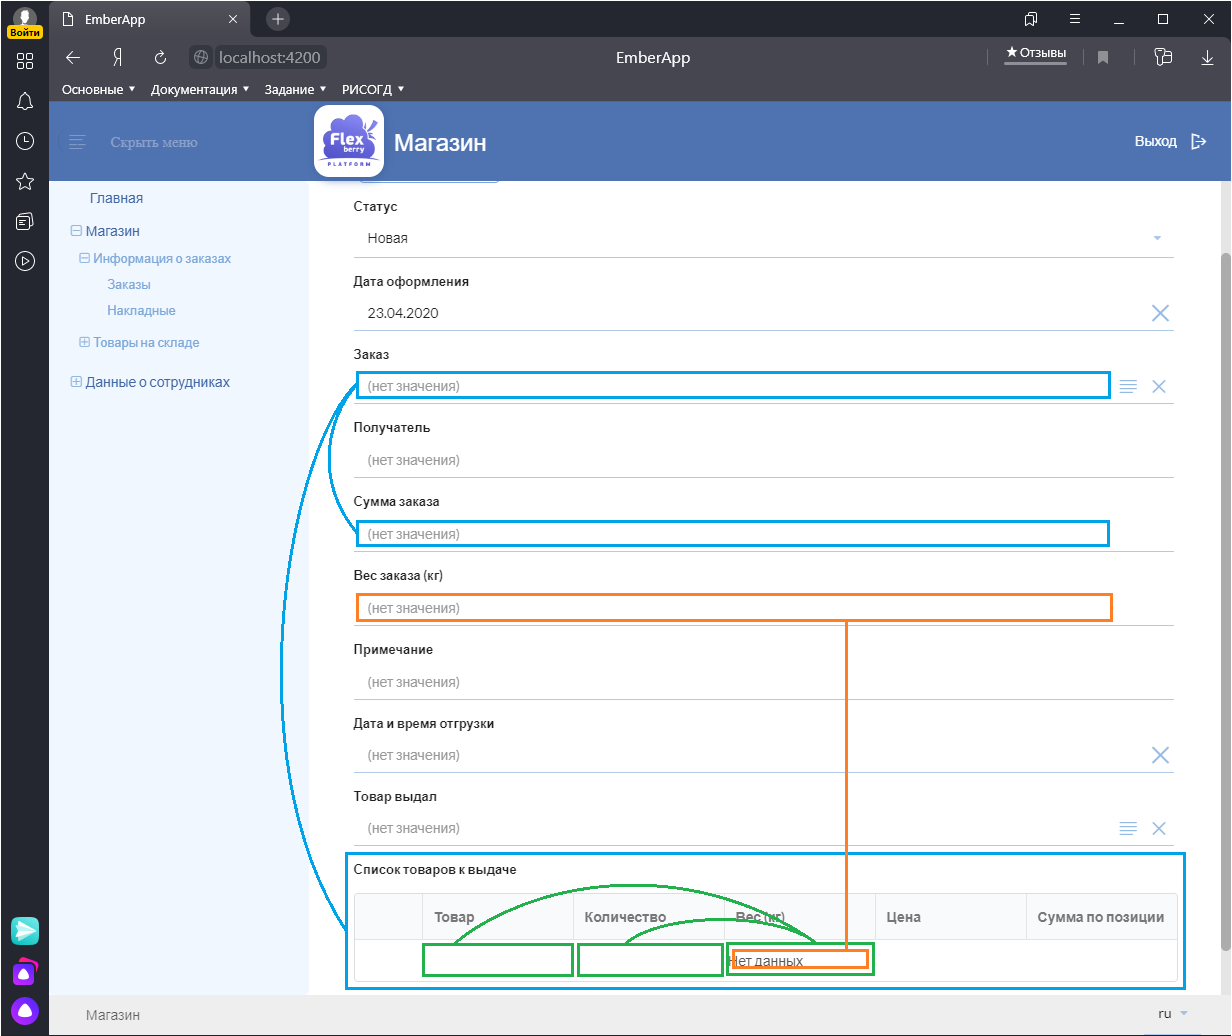 EmberApp
Войти
localhost:4200
EmberApp
Отзывы
Основные
Документация
Задание
РИСОГД
Скрыть меню
Flex
berry
PLATFORM
Магазин
Выход
Главная
Магазин
Информация о заказах
Заказы
Накладные
Товары на складе
Данные о сотрудниках
Статус
Новая
Дата оформления
23.04.2020
Заказ
(нет значения)
Получатель
(нет значения)
Сумма заказа
(нет значения)
Вес заказа (кг)
(нет значения)
Примечание
(нет значения)
Дата и время отгрузки
(нет значения)
Товар выдал
(нет значения)
Список товаров к выдаче
Товар Количество Вес (кг) Цена Сумма по позиции
Нет данных
Магазин
ru